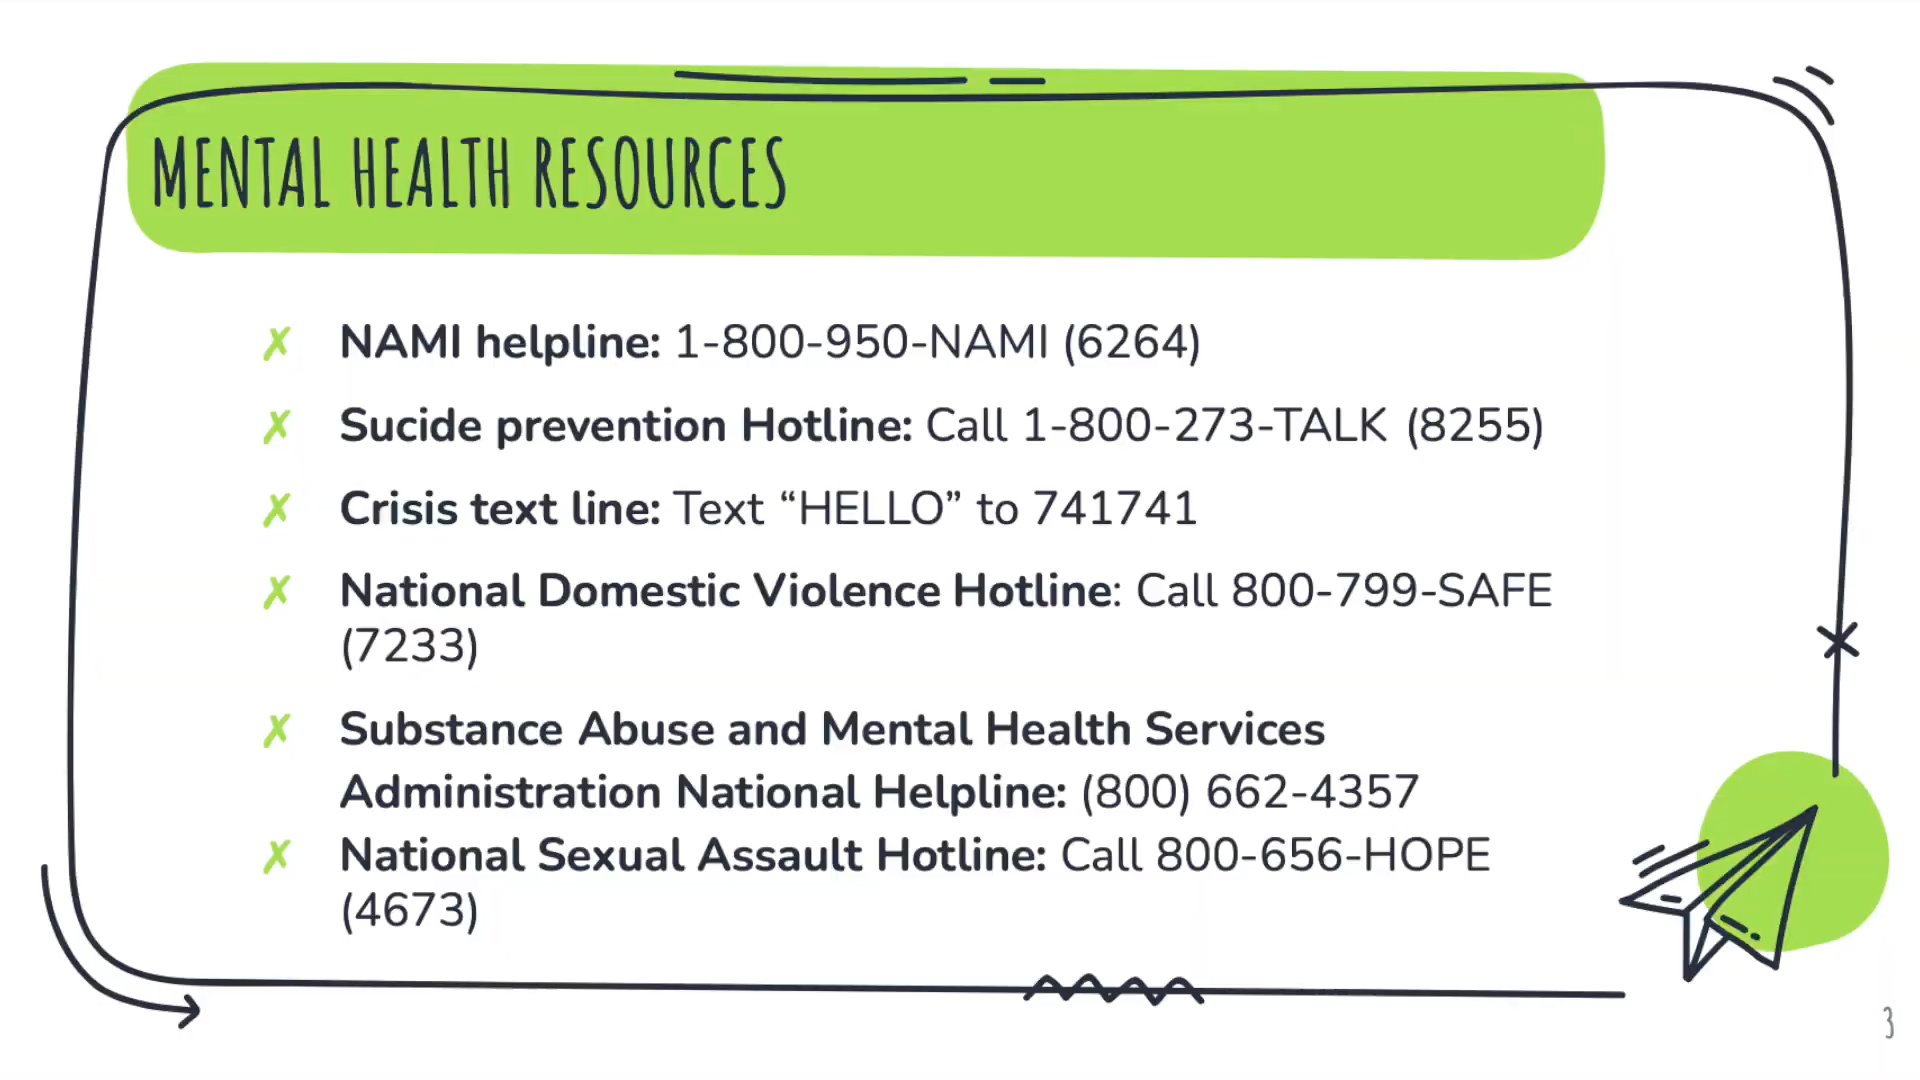 MENTAL HEALTH RESOURCES
✗ NAMI helpline: 1-800-950-NAMI (6264)
✗ Sucide prevention Hotline: Call 1-800-273-TALK (8255)
✗ Crisis text line: Text “HELLO” to 741741
✗ National Domestic Violence Hotline: Call 800-799-SAFE
(7233)
✗ Substance Abuse and Mental Health Services
Administration National Helpline: (800) 662-4357
✗ National Sexual Assault Hotline: Call 800-656-HOPE
(4673)
3